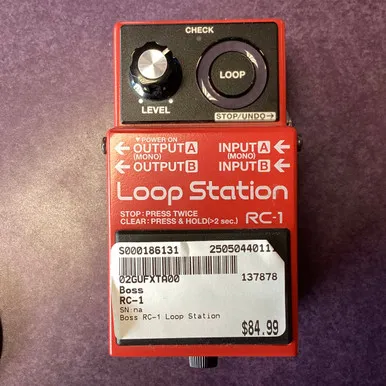 CHECK
LOOP
LEVEL
STOP/UNDO→
▼POWER ON
←OUTPUT A INPUT A←
(MONO) (MONO)
←OUTPUT B INPUT B←
Loop Station
STOP: PRESS TWICE
CLEAR: PRESS & HOLD(>2 sec.)
RC-1
S000186131
02GUFXTA00 137878
Boss
RC-1
SN:na
Boss RC-1 Loop Station
$84.99